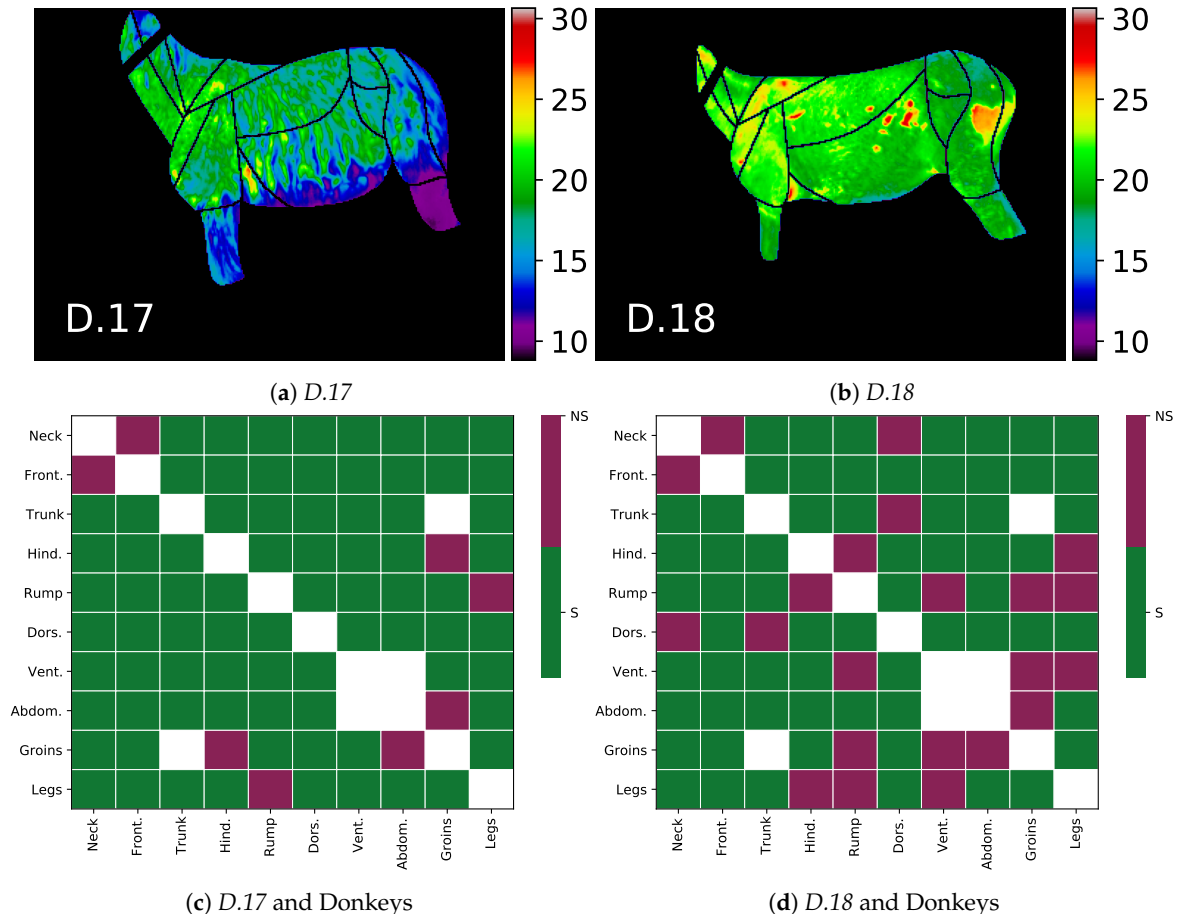 30
25
20
15
10
D.17
30
25
20
15
10
D.18
(a) D.17
(b) D.18
Neck
Front.
Trunk
Hind.
Rump
Dors.
Vent.
Abdom.
Groins
Legs
Neck
Front.
Trunk
Hind.
Rump
Dors.
Vent.
Abdom.
Groins
Legs
NS
S
Neck
Front.
Trunk
Hind.
Rump
Dors.
Vent.
Abdom.
Groins
Legs
Neck
Front.
Trunk
Hind.
Rump
Dors.
Vent.
Abdom.
Groins
Legs
NS
S
(c) D.17 and Donkeys
(d) D.18 and Donkeys